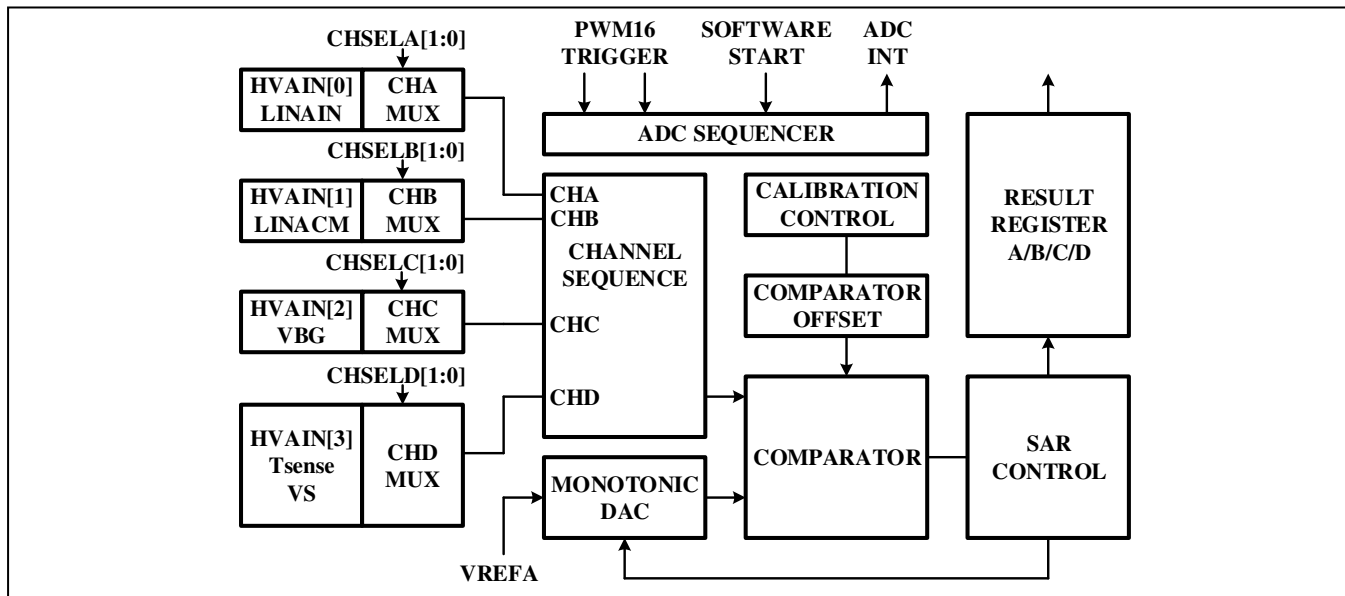 CHSELA[1:0]
HVAIN[0]
LINAIN
CHA
MUX
CHSELB[1:0]
HVAIN[1]
LINACM
CHB
MUX
CHSELC[1:0]
HVAIN[2]
VBG
CHC
MUX
CHSELD[1:0]
HVAIN[3]
Tsense
VS
CHD
MUX
PWM16
TRIGGER
SOFTWARE
START
ADC
INT
ADC SEQUENCER
CHA
CHB
CHANNEL
SEQUENCE
CHC
CHD
CALIBRATION
CONTROL
COMPARATOR
OFFSET
RESULT
REGISTER
A/B/C/D
MONOTONIC
DAC
COMPARATOR
SAR
CONTROL
VREFA